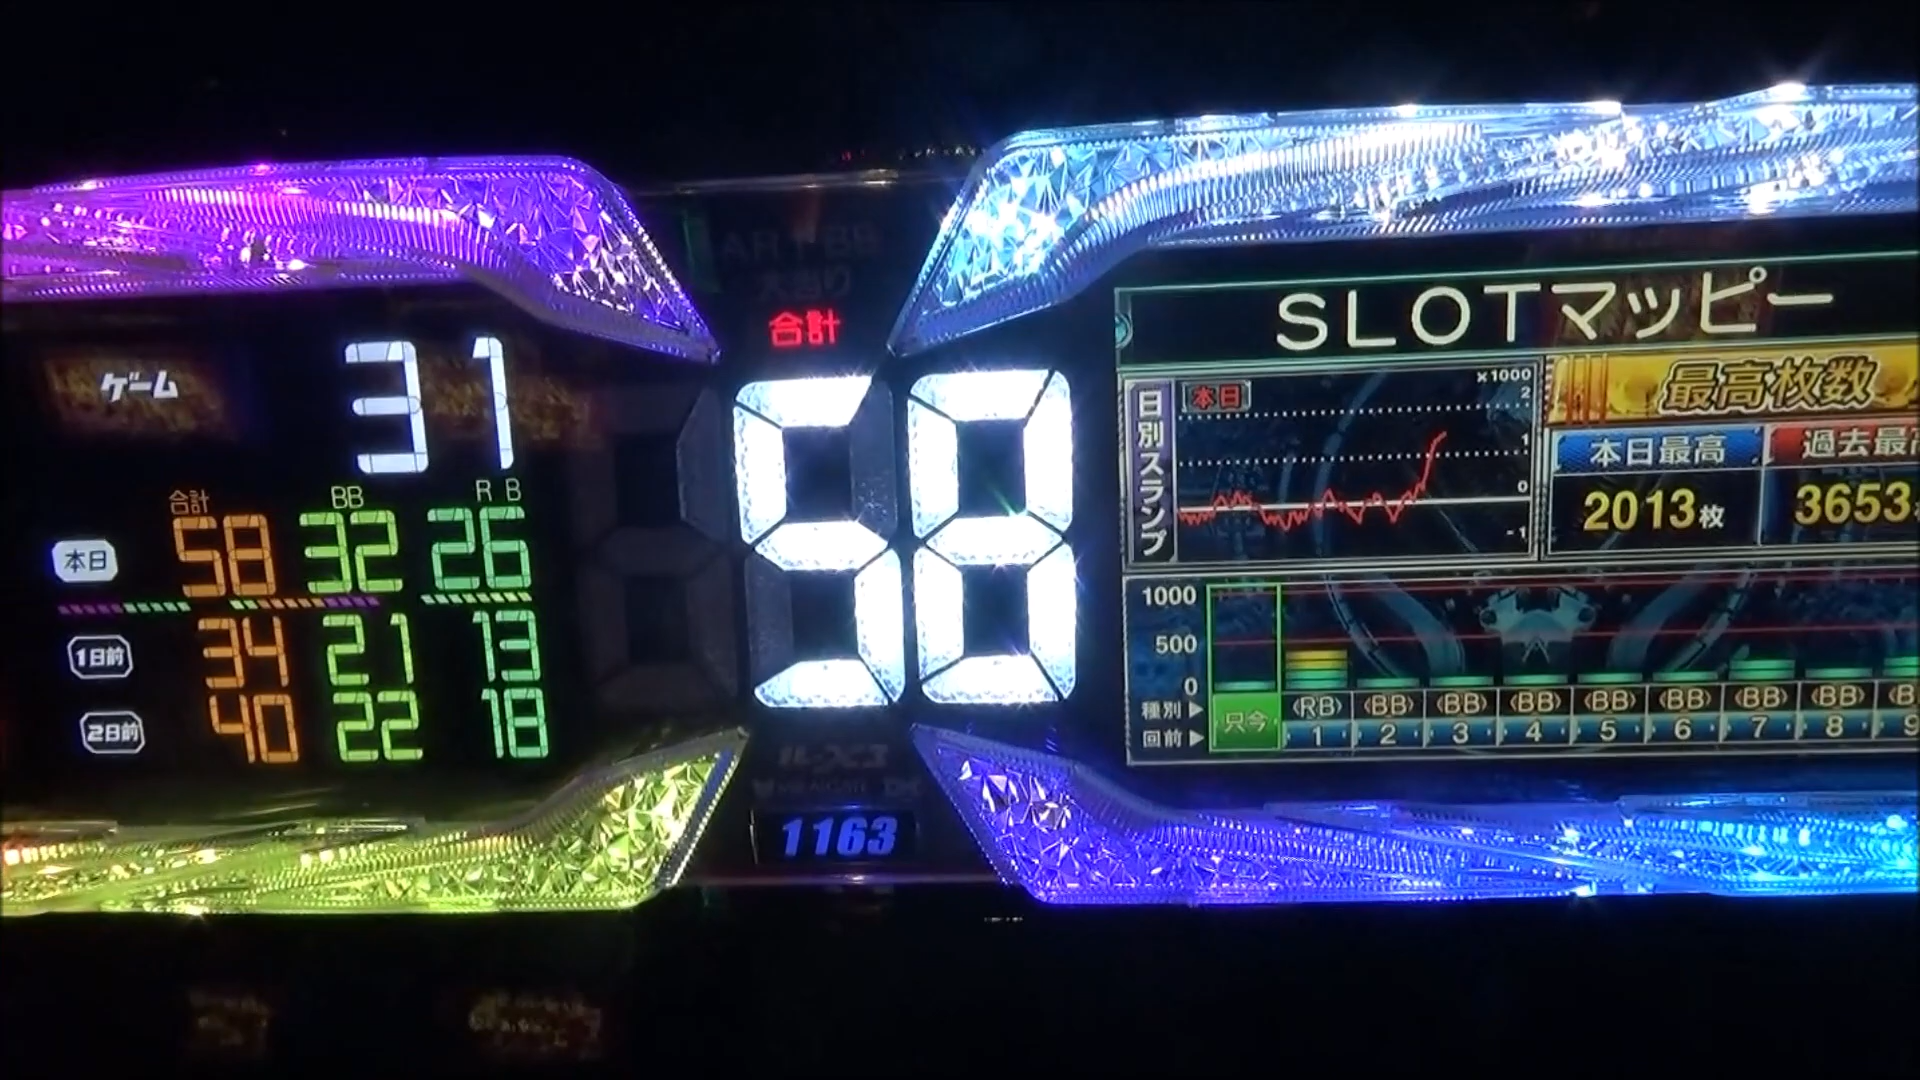 ゲーム 31
合計 BB RB
本日 58 32 26
1日前 34 21 13
2日前 40 22 18
合計
58
1163
SLOTマッピー
日別スランプ
本日
×1000
2
1
0
-1
最高枚数
本日最高 過去最高
2013枚 3653
1000
500
0
種別▶ RB BB BB BB BB BB BB BB
只今
回前▶ 1 2 3 4 5 6 7 8 9